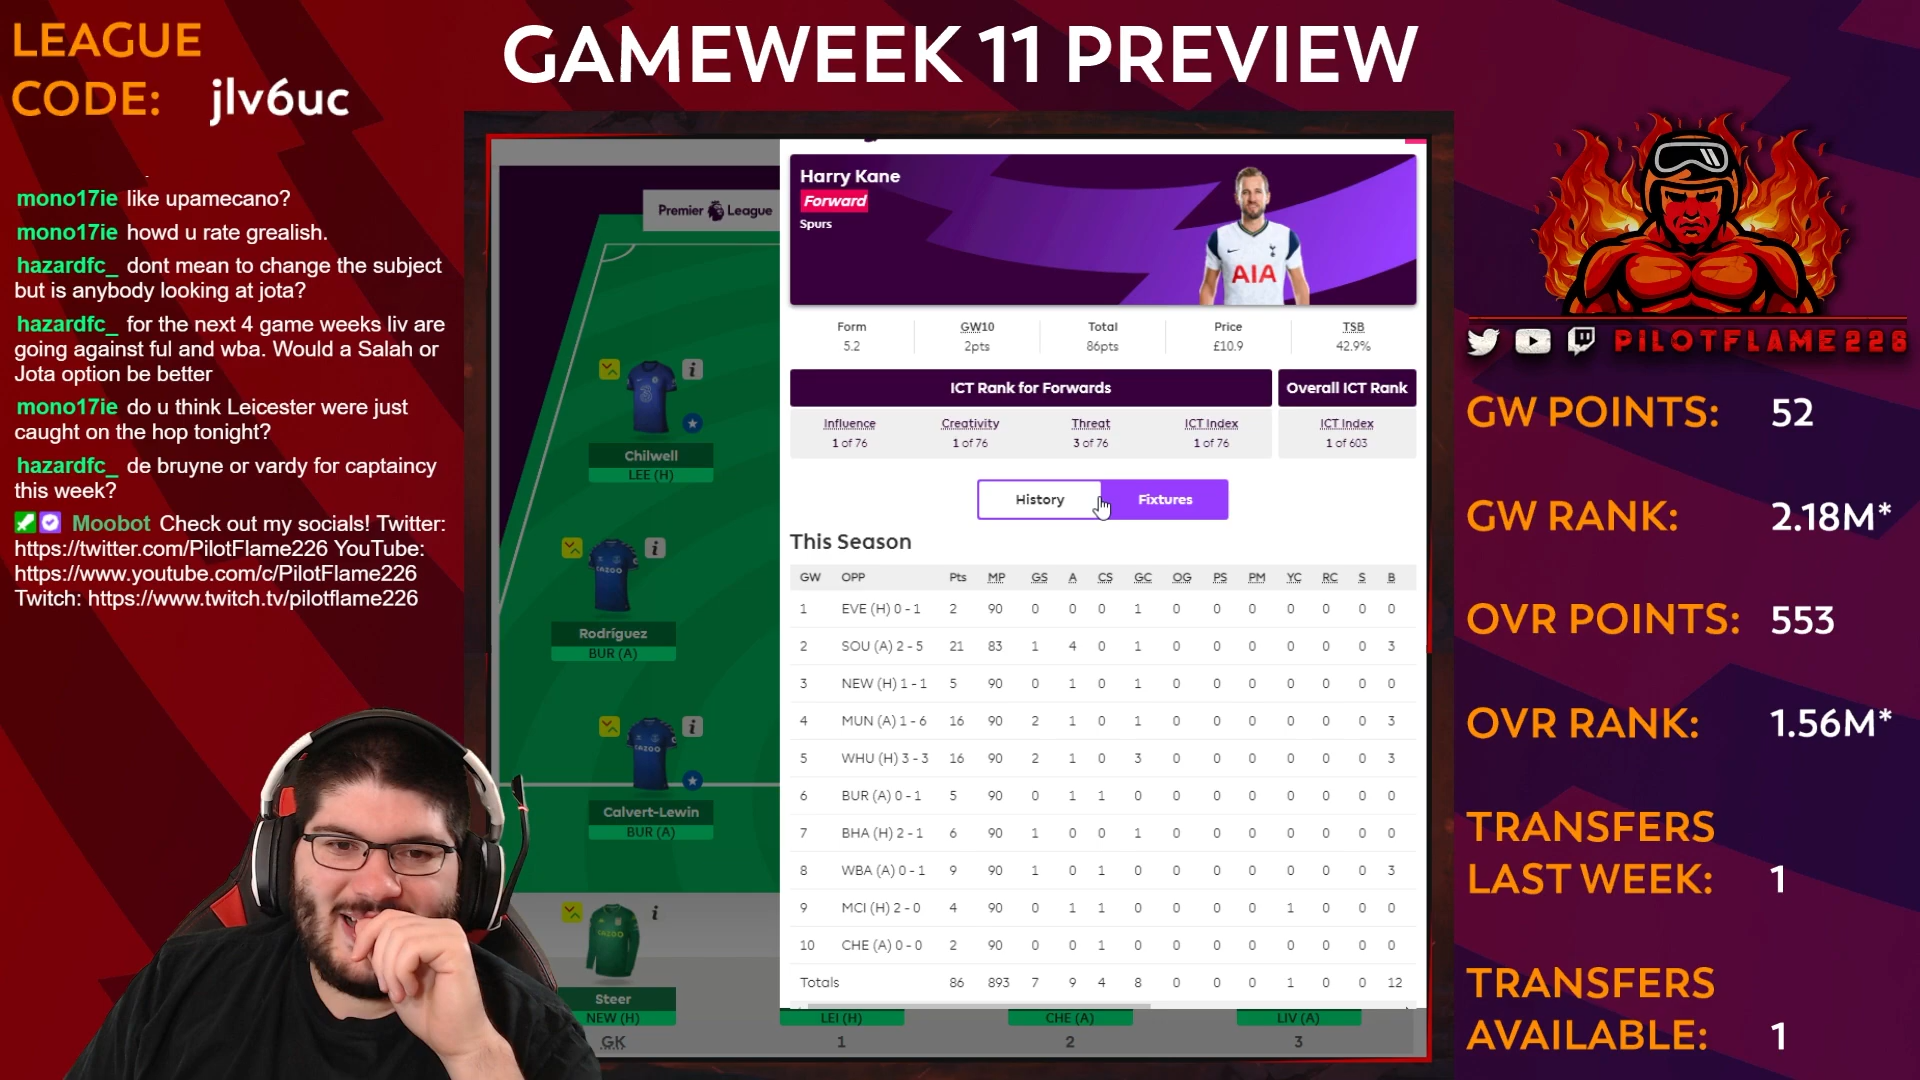 LEAGUE
CODE: jlv6uc
GAMEWEEK 11 PREVIEW
mono17ie like upamecano?
mono17ie howd u rate grealish.
hazardfc_ dont mean to change the subject
but is anybody looking at jota?
hazardfc_ for the next 4 game weeks liv are
going against ful and wba. Would a Salah or
Jota option be better
mono17ie do u think Leicester were just
caught on the hop tonight?
hazardfc_ de bruyne or vardy for captaincy
this week?
Moobot Check out my socials! Twitter:
https://twitter.com/PilotFlame226 YouTube:
https://www.youtube.com/c/PilotFlame226
Twitch: https://www.twitch.tv/pilotflame226
Premier League
Chilwell
LEE (H)
Rodríguez
BUR (A)
CAZOO
Calvert-Lewin
BUR (A)
CAZOO
Steer
NEW (H)
CAZOO
GK
LEI (H)
1
CHE (A)
2
LIV (A)
3
Harry Kane
Forward
Spurs
AIA
Form GW10 Total Price TSB
5.2 2pts 86pts £10.9 42.9%
ICT Rank for Forwards Overall ICT Rank
Influence Creativity Threat ICT Index ICT Index
1 of 76 1 of 76 3 of 76 1 of 76 1 of 603
History Fixtures
This Season
GW OPP Pts MP GS A CS GC OG PS PM YC RC S B
1 EVE (H) 0 - 1 2 90 0 0 0 1 0 0 0 0 0 0 0
2 SOU (A) 2 - 5 21 83 1 4 0 1 0 0 0 0 0 0 3
3 NEW (H) 1 - 1 5 90 0 1 0 1 0 0 0 0 0 0 0
4 MUN (A) 1 - 6 16 90 2 1 0 1 0 0 0 0 0 0 3
5 WHU (H) 3 - 3 16 90 2 1 0 3 0 0 0 0 0 0 3
6 BUR (A) 0 - 1 5 90 0 1 1 0 0 0 0 0 0 0 0
7 BHA (H) 2 - 1 6 90 1 0 0 1 0 0 0 0 0 0 0
8 WBA (A) 0 - 1 9 90 1 0 1 0 0 0 0 0 0 0 3
9 MCI (H) 2 - 0 4 90 0 1 1 0 0 0 0 1 0 0 0
10 CHE (A) 0 - 0 2 90 0 0 1 0 0 0 0 0 0 0 0
Totals 86 893 7 9 4 8 0 0 0 1 0 0 12
PILOTFLAME226
GW POINTS: 52
GW RANK: 2.18M*
OVR POINTS: 553
OVR RANK: 1.56M*
TRANSFERS
LAST WEEK: 1
TRANSFERS
AVAILABLE: 1